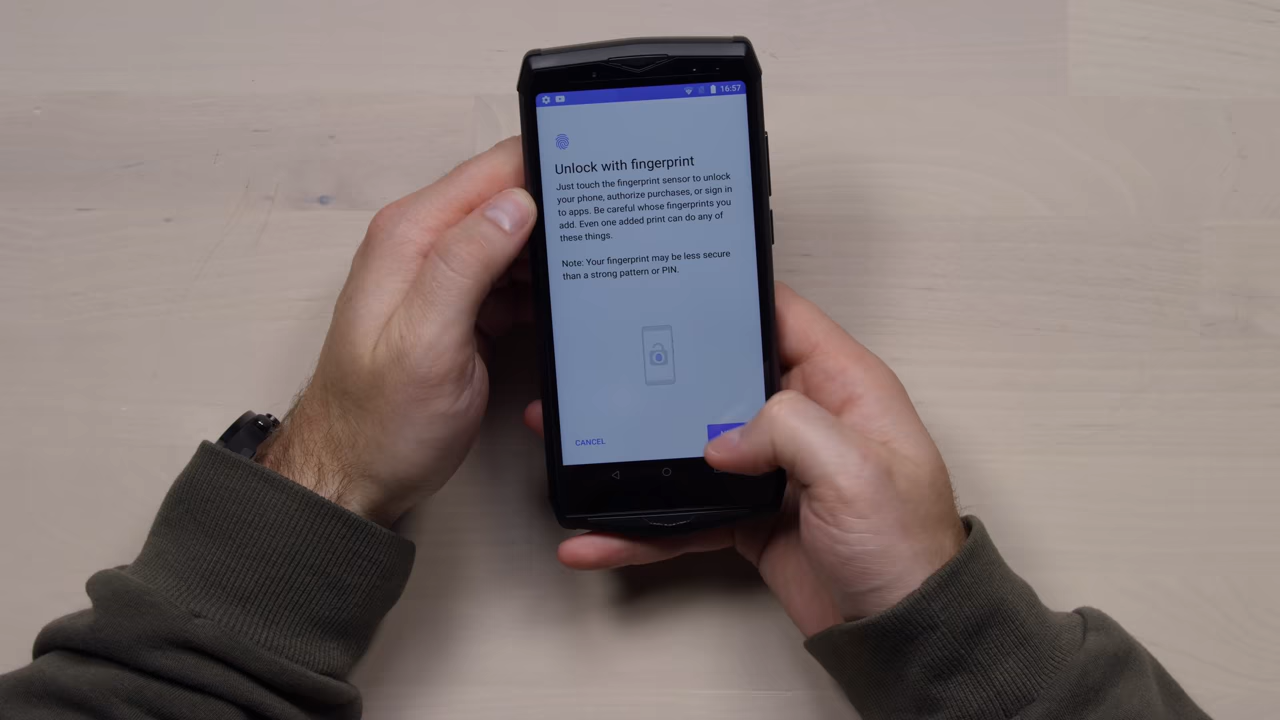 16:57
Unlock with fingerprint
Just touch the fingerprint sensor to unlock
your phone, authorize purchases, or sign in
to apps. Be careful whose fingerprints you
add. Even one added print can do any of
these things.
Note: Your fingerprint may be less secure
than a strong pattern or PIN.
CANCEL